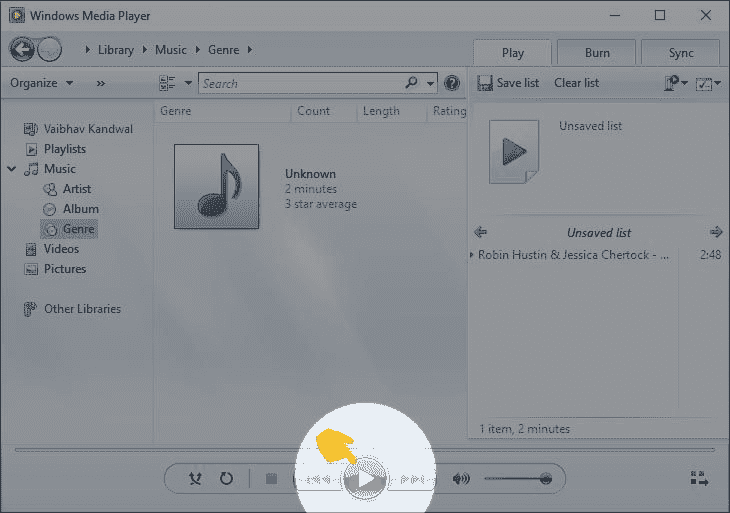 Windows Media Player
Library Music Genre
Play Burn Sync
Organize » Search Save list Clear list
Genre Count Length Rating
Vaibhav Kandwal
Playlists
Music
Artist
Album
Genre
Videos
Pictures
Other Libraries
Unknown
2 minutes
3 star average
Unsaved list
Unsaved list
Robin Hustin & Jessica Chertock - ... 2:48
1 item, 2 minutes